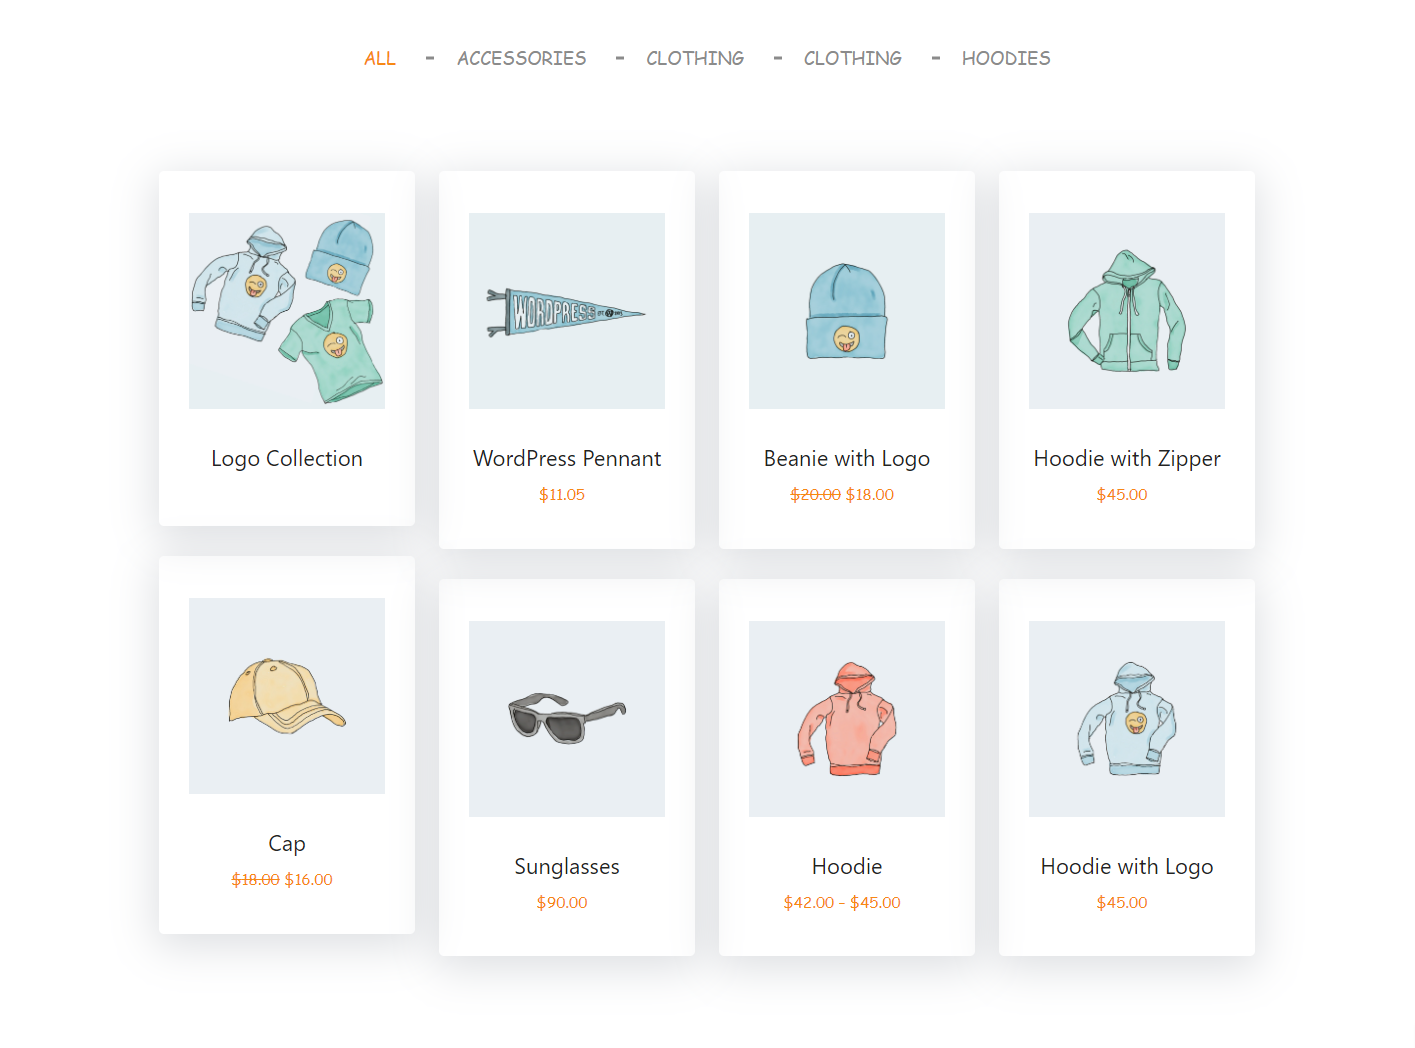 ALL - ACCESSORIES - CLOTHING - CLOTHING - HOODIES
WORDPRESS
Logo Collection
WordPress Pennant
$11.05
Beanie with Logo
$20.00 $18.00
Hoodie with Zipper
$45.00
Cap
$18.00 $16.00
Sunglasses
$90.00
Hoodie
$42.00 - $45.00
Hoodie with Logo
$45.00